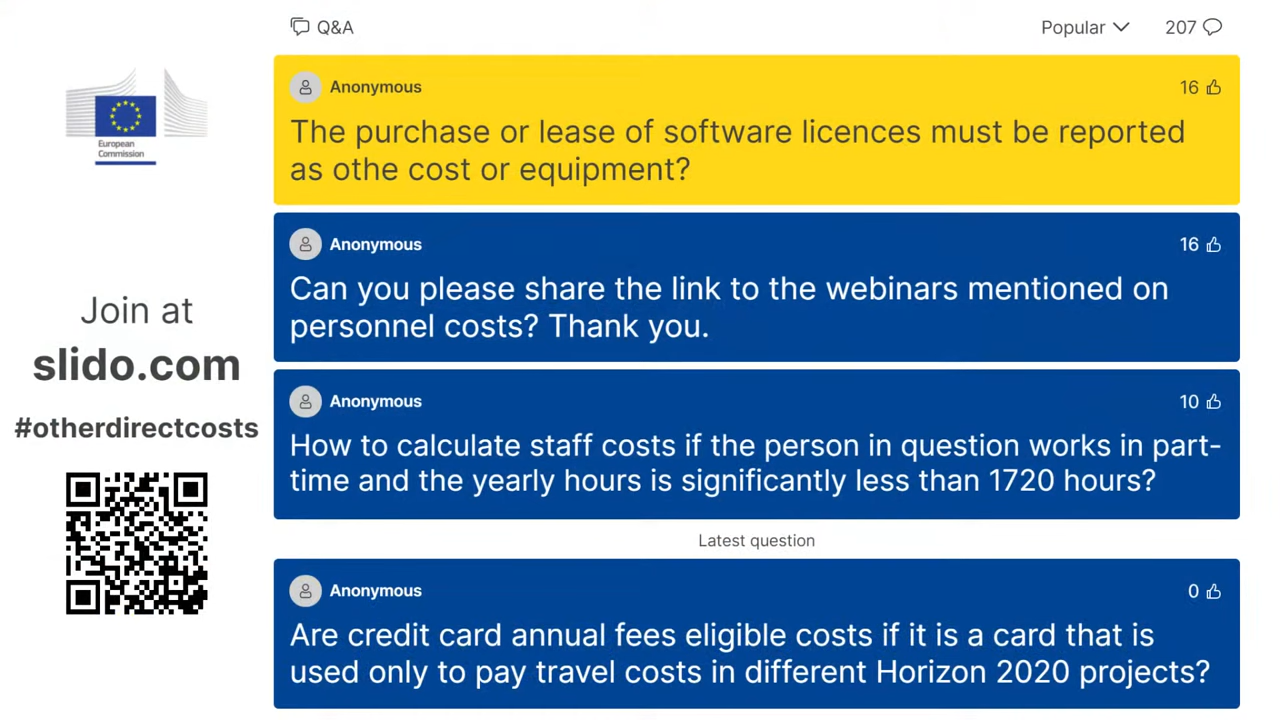 Q&A
Popular
207
European
Commission
Join at
slido.com
#otherdirectcosts
Anonymous
16
The purchase or lease of software licences must be reported
as othe cost or equipment?
Anonymous
16
Can you please share the link to the webinars mentioned on
personnel costs? Thank you.
Anonymous
10
How to calculate staff costs if the person in question works in part-
time and the yearly hours is significantly less than 1720 hours?
Latest question
Anonymous
0
Are credit card annual fees eligible costs if it is a card that is
used only to pay travel costs in different Horizon 2020 projects?